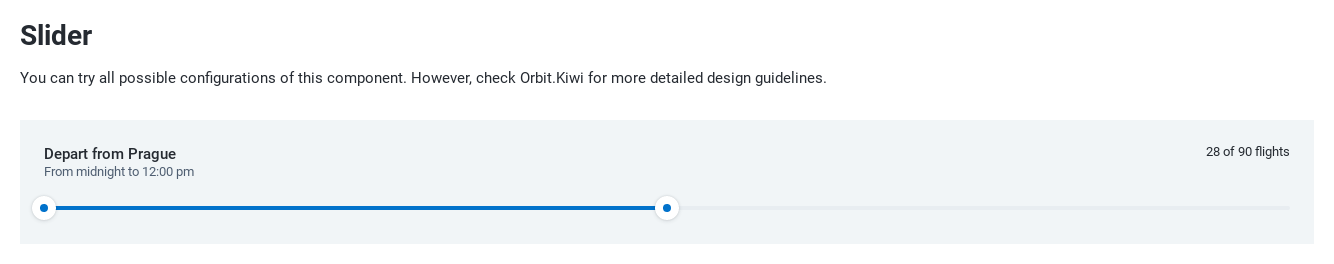 Slider
You can try all possible configurations of this component. However, check Orbit.Kiwi for more detailed design guidelines.
Depart from Prague
28 of 90 flights
From midnight to 12:00 pm